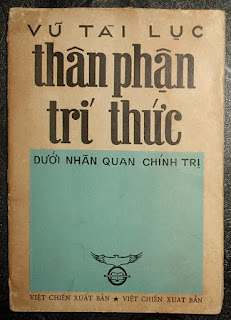 VŨ TÀI LỤC
thân phận
trí thức
DƯỚI NHÃN QUAN CHÍNH TRỊ
VIỆT CHIẾN XUẤT BẢN ★ VIỆT CHIẾN XUẤT BẢN